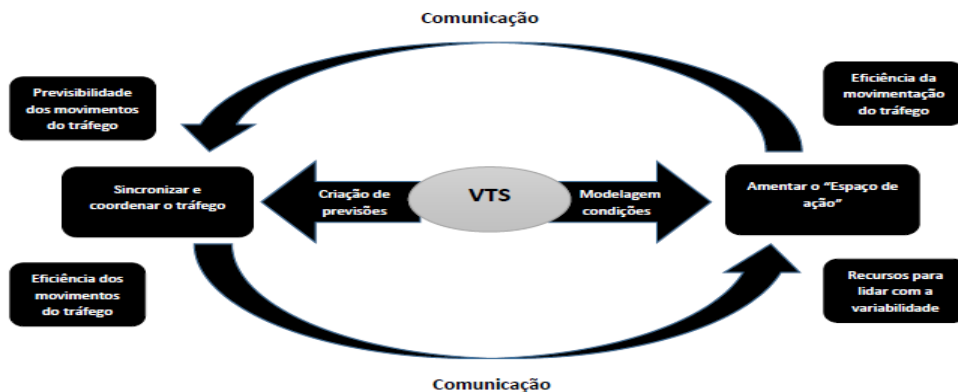 Comunicação
Previsibilidade
dos movimentos
do tráfego
Eficiência da
movimentação
do tráfego
Sincronizar e
coordenar o tráfego
Criação de
previsões
VTS
Modelagem
condições
Amentar o “Espaço de
ação”
Eficiência dos
movimentos
do tráfego
Recursos para
lidar com a
variabilidade
Comunicação